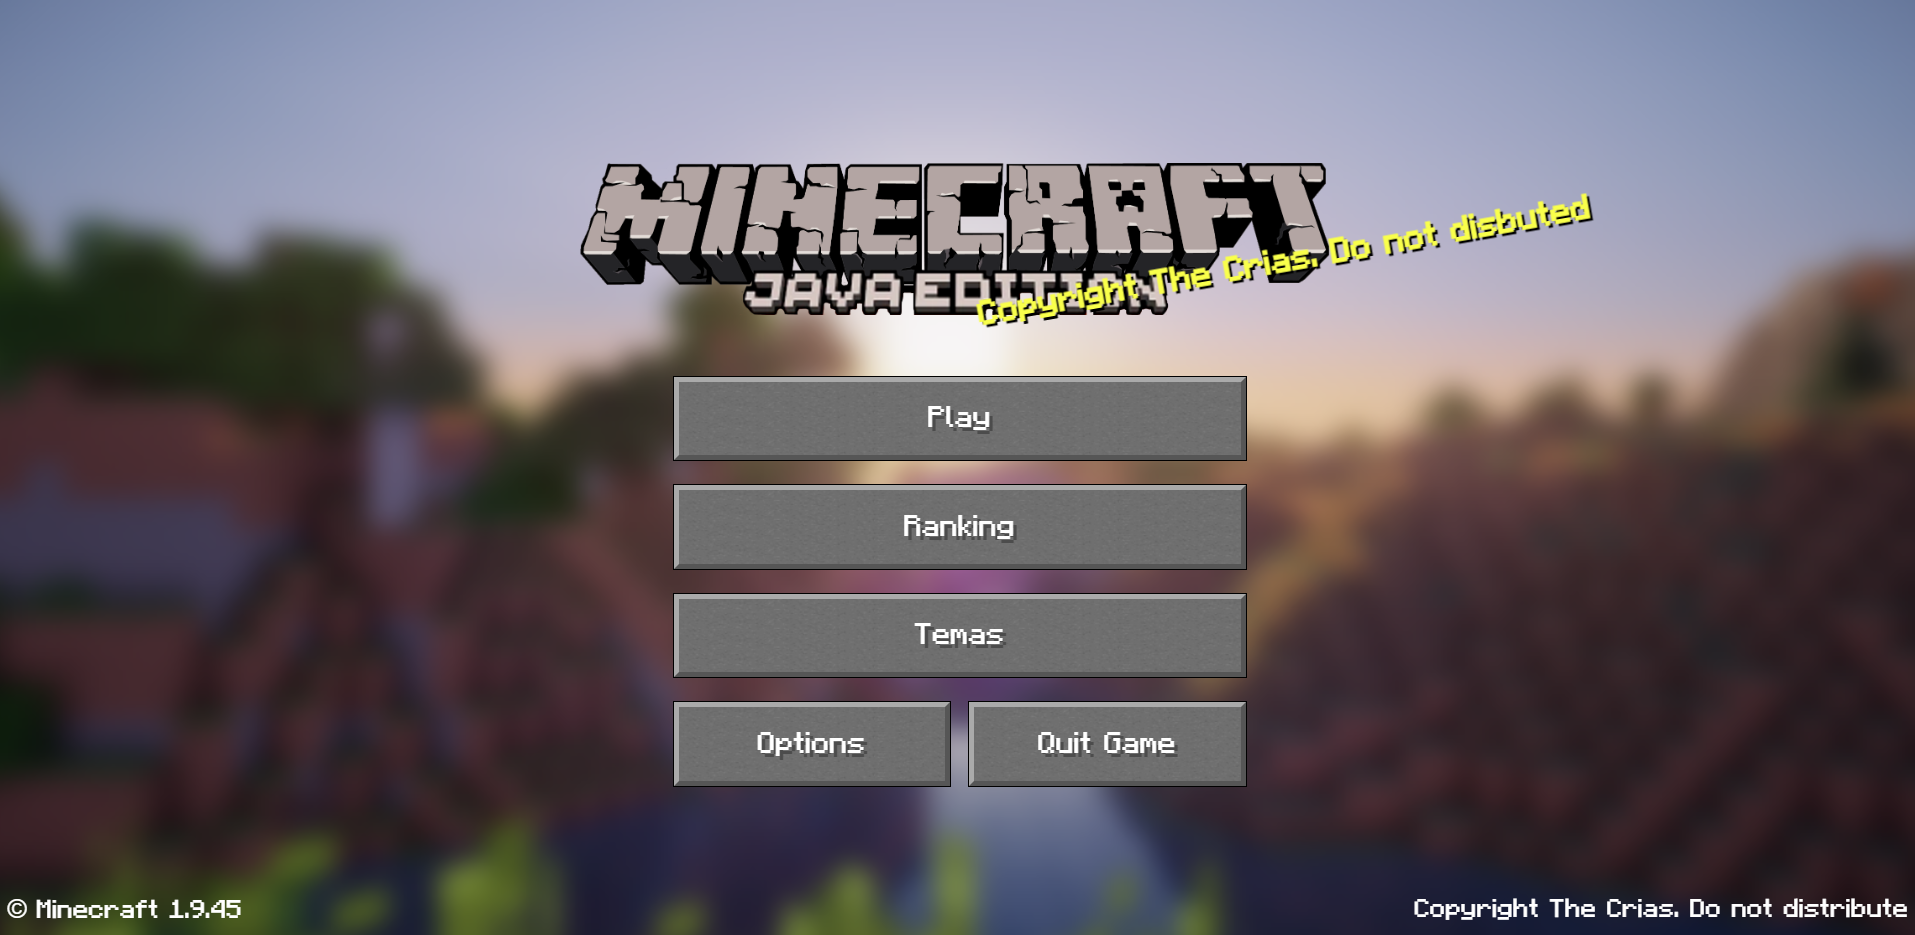 MINECRAFT
JAVA EDITION
Copyright The Crias. Do not disbuted
Play
Ranking
Temas
Options
Quit Game
© Minecraft 1.9.45
Copyright The Crias. Do not distribute